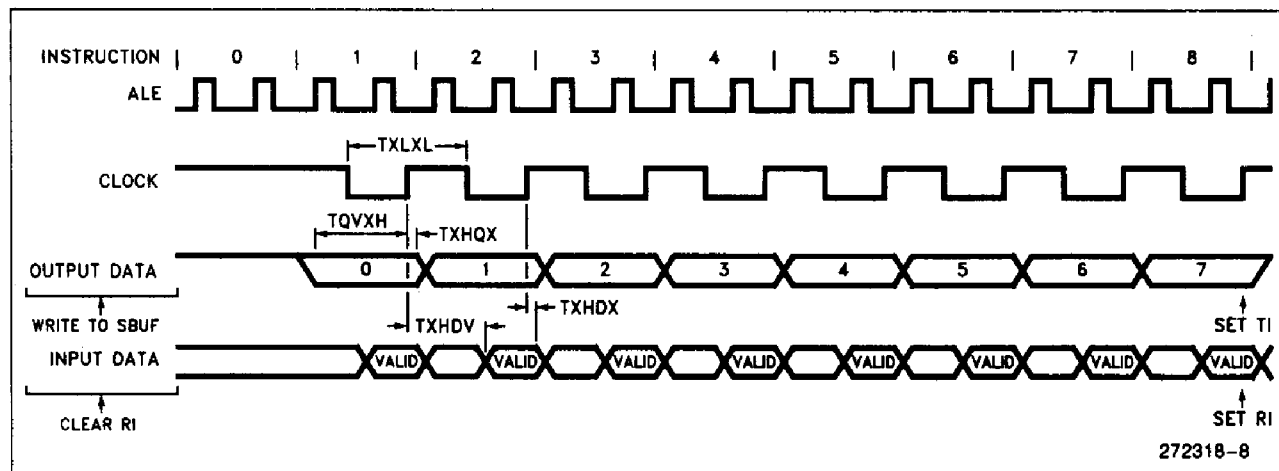 INSTRUCTION | 0 | 1 | 2 | 3 | 4 | 5 | 6 | 7 | 8 |
ALE
TXLXL
CLOCK
TQVXH
TXHQX
OUTPUT DATA
0 1 2 3 4 5 6 7
WRITE TO SBUF
TXHDV
TXHDX
SET TI
INPUT DATA
VALID VALID VALID VALID VALID VALID VALID VALID
CLEAR RI
SET RI
272318-8